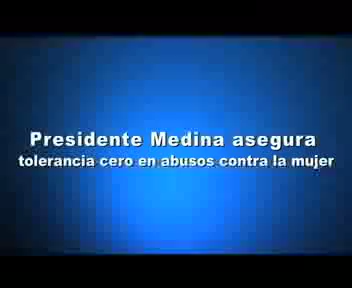 Presidente Medina asegura
tolerancia cero en abusos contra la mujer